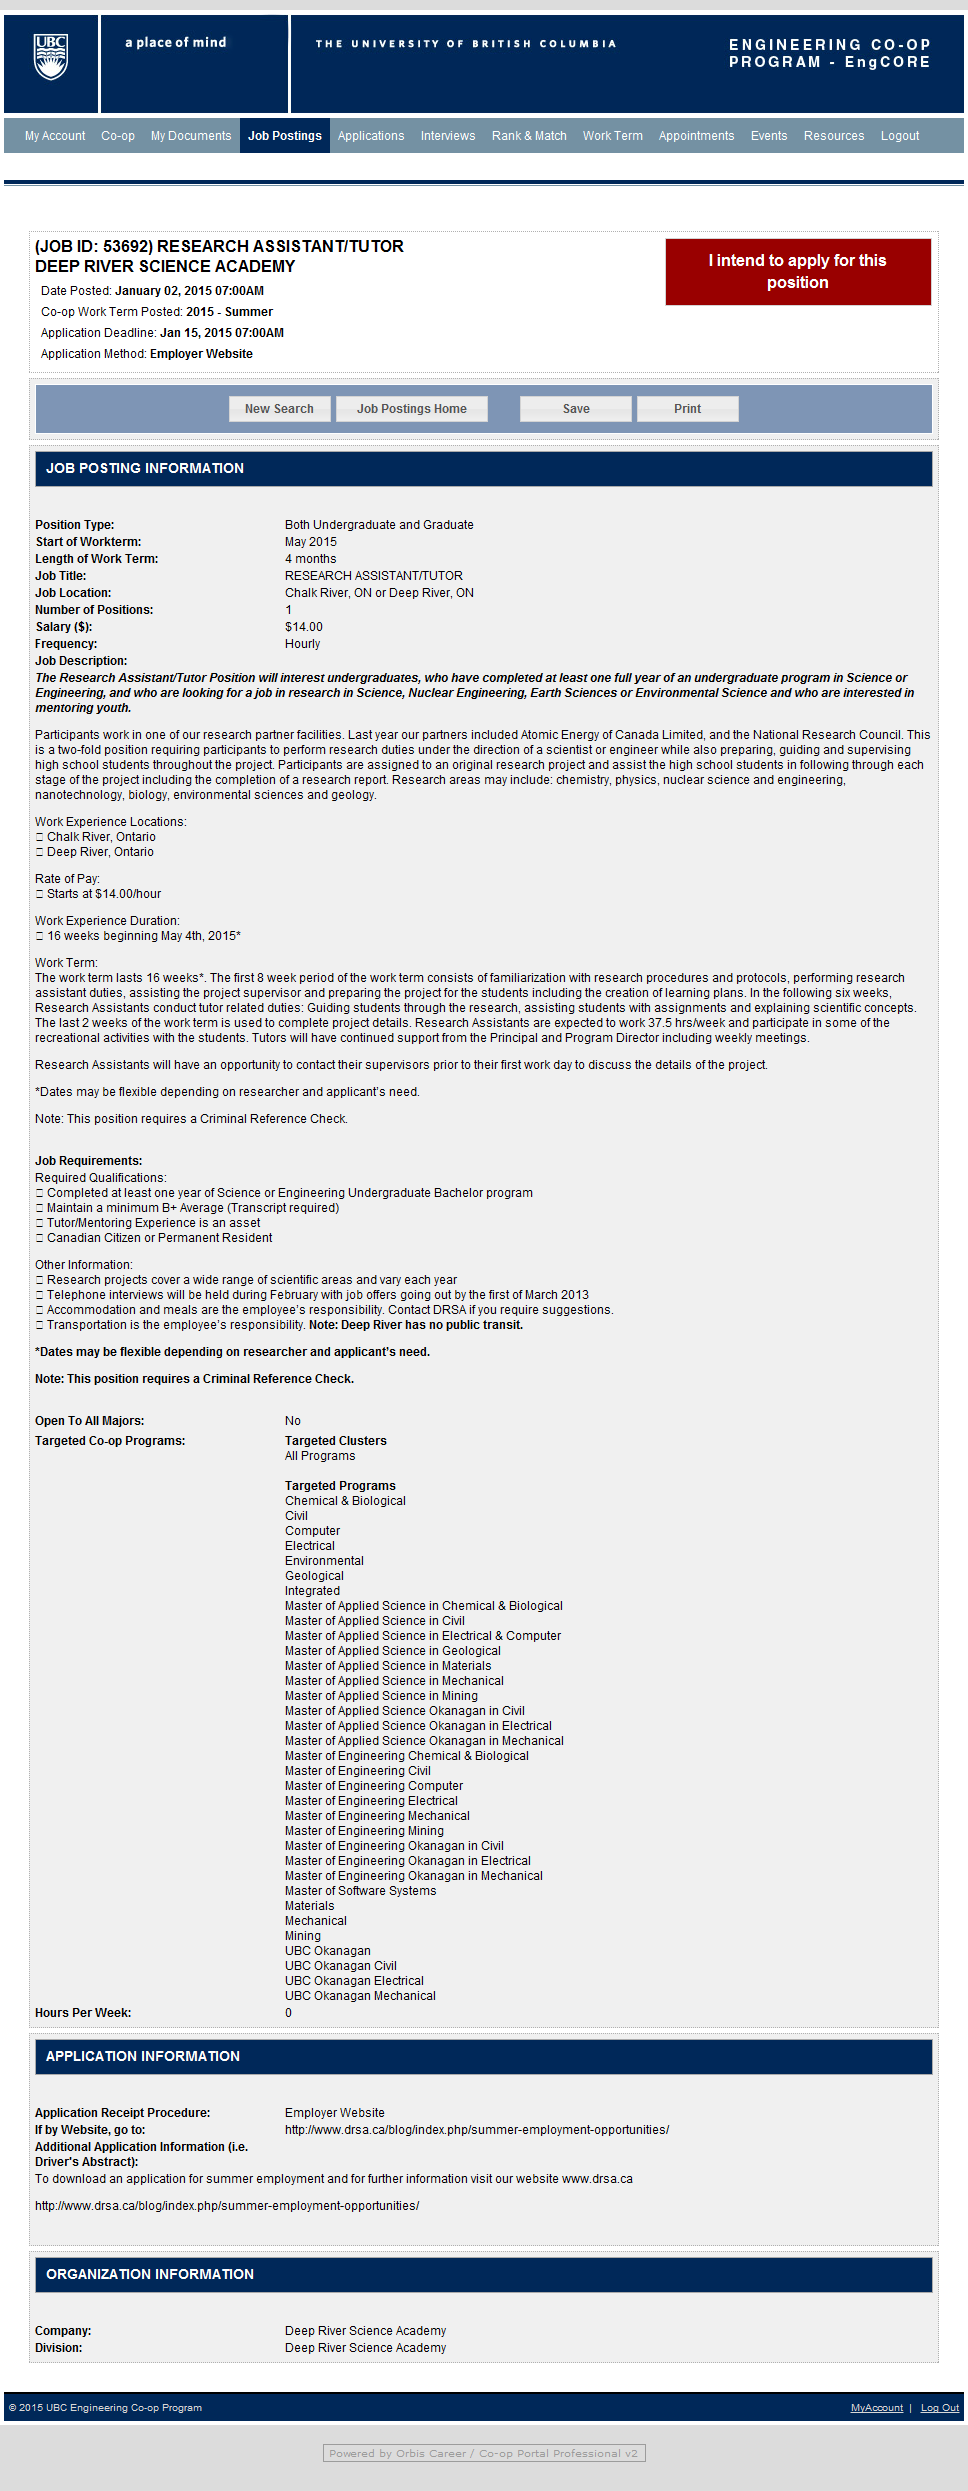 UBC
a place of mind
THE UNIVERSITY OF BRITISH COLUMBIA
ENGINEERING CO-OP
PROGRAM - EngCORE
My Account Co-op My Documents Job Postings Applications Interviews Rank & Match Work Term Appointments Events Resources Logout
(JOB ID: 53692) RESEARCH ASSISTANT/TUTOR
DEEP RIVER SCIENCE ACADEMY
I intend to apply for this
position
Date Posted: January 02, 2015 07:00AM
Co-op Work Term Posted: 2015 - Summer
Application Deadline: Jan 15, 2015 07:00AM
Application Method: Employer Website
New Search Job Postings Home Save Print
JOB POSTING INFORMATION
Position Type: Both Undergraduate and Graduate
Start of Workterm: May 2015
Length of Work Term: 4 months
Job Title: RESEARCH ASSISTANT/TUTOR
Job Location: Chalk River, ON or Deep River, ON
Number of Positions: 1
Salary ($): $14.00
Frequency: Hourly
Job Description:
The Research Assistant/Tutor Position will interest undergraduates, who have completed at least one full year of an undergraduate program in Science or
Engineering, and who are looking for a job in research in Science, Nuclear Engineering, Earth Sciences or Environmental Science and who are interested in
mentoring youth.
Participants work in one of our research partner facilities. Last year our partners included Atomic Energy of Canada Limited, and the National Research Council. This
is a two-fold position requiring participants to perform research duties under the direction of a scientist or engineer while also preparing, guiding and supervising
high school students throughout the project. Participants are assigned to an original research project and assist the high school students in following through each
stage of the project including the completion of a research report. Research areas may include: chemistry, physics, nuclear science and engineering,
nanotechnology, biology, environmental sciences and geology.
Work Experience Locations:
Chalk River, Ontario
Deep River, Ontario
Rate of Pay:
Starts at $14.00/hour
Work Experience Duration:
16 weeks beginning May 4th, 2015*
Work Term:
The work term lasts 16 weeks*. The first 8 week period of the work term consists of familiarization with research procedures and protocols, performing research
assistant duties, assisting the project supervisor and preparing the project for the students including the creation of learning plans. In the following six weeks,
Research Assistants conduct tutor related duties: Guiding students through the research, assisting students with assignments and explaining scientific concepts.
The last 2 weeks of the work term is used to complete project details. Research Assistants are expected to work 37.5 hrs/week and participate in some of the
recreational activities with the students. Tutors will have continued support from the Principal and Program Director including weekly meetings.
Research Assistants will have an opportunity to contact their supervisors prior to their first work day to discuss the details of the project.
*Dates may be flexible depending on researcher and applicant's need.
Note: This position requires a Criminal Reference Check.
Job Requirements:
Required Qualifications:
Completed at least one year of Science or Engineering Undergraduate Bachelor program
Maintain a minimum B+ Average (Transcript required)
Tutor/Mentoring Experience is an asset
Canadian Citizen or Permanent Resident
Other Information:
Research projects cover a wide range of scientific areas and vary each year
Telephone interviews will be held during February with job offers going out by the first of March 2013
Accommodation and meals are the employee's responsibility. Contact DRSA if you require suggestions.
Transportation is the employee's responsibility. Note: Deep River has no public transit.
*Dates may be flexible depending on researcher and applicant's need.
Note: This position requires a Criminal Reference Check.
Open To All Majors: No
Targeted Co-op Programs: Targeted Clusters
All Programs
Targeted Programs
Chemical & Biological
Civil
Computer
Electrical
Environmental
Geological
Integrated
Master of Applied Science in Chemical & Biological
Master of Applied Science in Civil
Master of Applied Science in Electrical & Computer
Master of Applied Science in Geological
Master of Applied Science in Materials
Master of Applied Science in Mechanical
Master of Applied Science in Mining
Master of Applied Science Okanagan in Civil
Master of Applied Science Okanagan in Electrical
Master of Applied Science Okanagan in Mechanical
Master of Engineering Chemical & Biological
Master of Engineering Civil
Master of Engineering Computer
Master of Engineering Electrical
Master of Engineering Mechanical
Master of Engineering Mining
Master of Engineering Okanagan in Civil
Master of Engineering Okanagan in Electrical
Master of Engineering Okanagan in Mechanical
Master of Software Systems
Materials
Mechanical
Mining
UBC Okanagan
UBC Okanagan Civil
UBC Okanagan Electrical
UBC Okanagan Mechanical
Hours Per Week: 0
APPLICATION INFORMATION
Application Receipt Procedure: Employer Website
If by Website, go to: http://www.drsa.ca/blog/index.php/summer-employment-opportunities/
Additional Application Information (i.e.
Driver's Abstract):
To download an application for summer employment and for further information visit our website www.drsa.ca
http://www.drsa.ca/blog/index.php/summer-employment-opportunities/
ORGANIZATION INFORMATION
Company: Deep River Science Academy
Division: Deep River Science Academy
© 2015 UBC Engineering Co-op Program MyAccount | Log Out
Powered by Orbis Career / Co-op Portal Professional v2